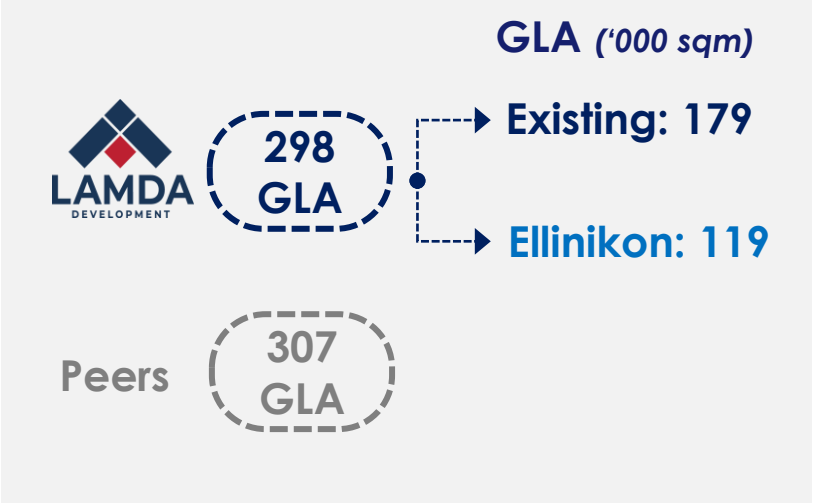 GLA (‘000 sqm)
LAMDA
DEVELOPMENT
298
GLA
Existing: 179
Ellinikon: 119
Peers
307
GLA